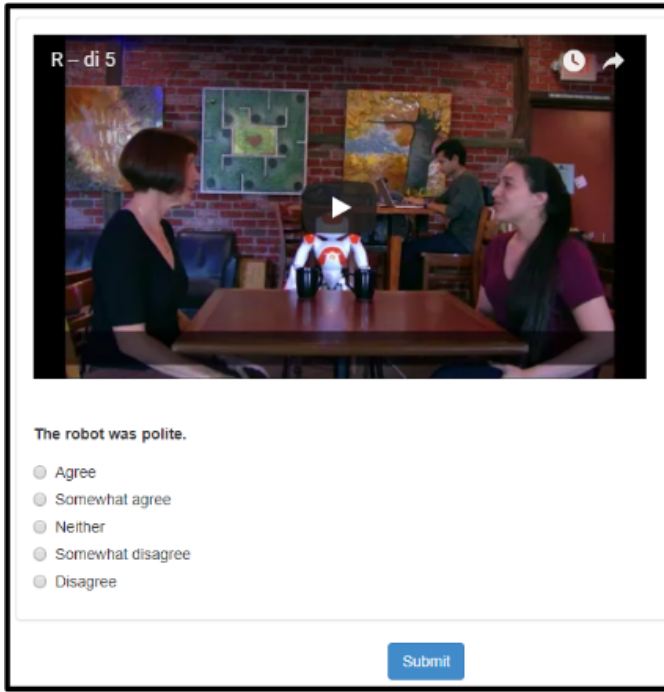 R – di 5
The robot was polite.
Agree
Somewhat agree
Neither
Somewhat disagree
Disagree
Submit